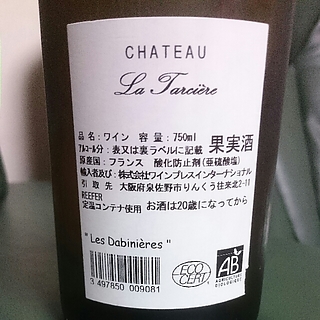 CHATEAU
La Tarcière
品名：ワイン 容量：750ml
アルコール分：表又は裏ラベルに記載 果実酒
原産国：フランス 酸化防止剤(亜硫酸塩)
輸入者及び：株式会社ワインプレスインターナショナル
引取先 大阪府泉佐野市りんくう往来北2-11
REEFER
定温コンテナ使用 お酒は20歳になってから
" Les Dabinières "
3 497850 009081
ECO
CERT
AB
AGRICULTURE
BIOLOGIQUE